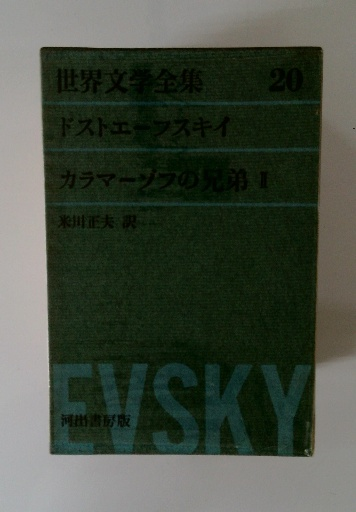 世界文学全集 20
ドストエーフスキイ
カラマーゾフの兄弟 Ⅱ
米川正夫 訳
EVSKY
河出書房版